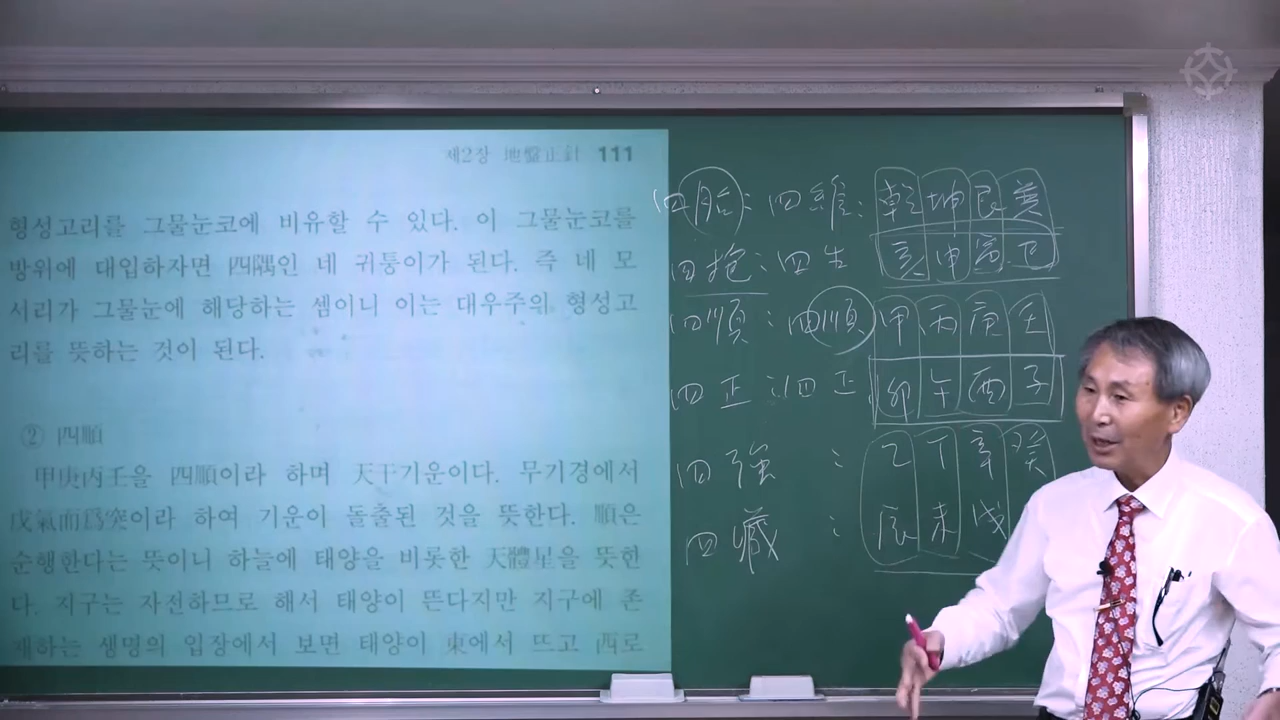 제2장 地盤正針 111
형성고리를 그물눈코에 비유할 수 있다. 이 그물눈코를
방위에 대입하자면 四隅인 네 귀퉁이가 된다. 즉 네 모
서리가 그물눈에 해당하는 셈이니 이는 대우주의 형성고
리를 뜻하는 것이 된다.
② 四順
甲庚丙壬을 四順이라 하며 天干기운이다. 무기경에서
戊氣而爲突이라 하여 기운이 돌출된 것을 뜻한다. 順은
순행한다는 뜻이니 하늘에 태양을 비롯한 天體星을 뜻한
다. 지구는 자전하므로 해서 태양이 뜬다지만 지구에 존
재하는 생명의 입장에서 보면 태양이 東에서 뜨고 西로
四胎 : 四維 : 乾 坤 艮 巽
四抱 : 四生 亥 申 寅 巳
四順 : 四順 甲 丙 庚 壬
四正 : 四正 卯 午 酉 子
四強 : 乙 丁 辛 癸
四藏 : 辰 未 戌